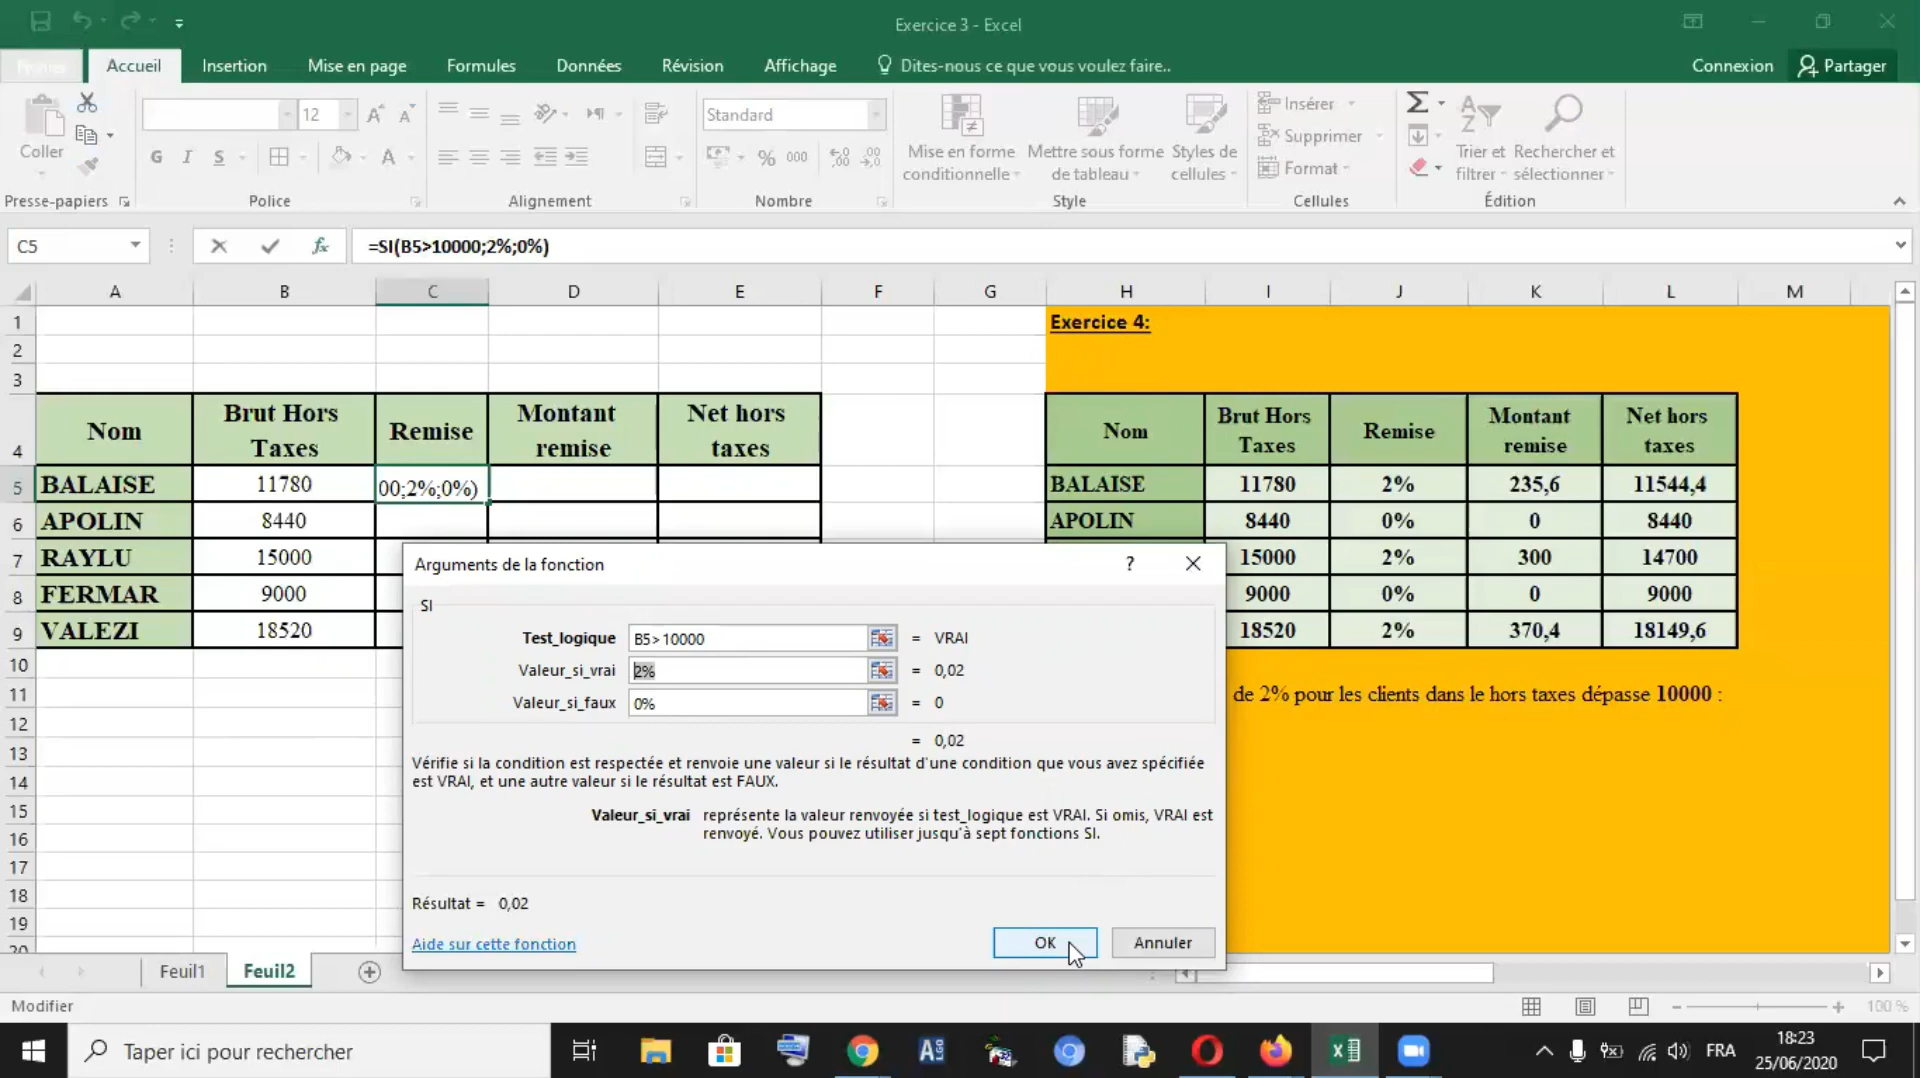 Exercice 3 - Excel
Accueil Insertion Mise en page Formules Données Révision Affichage Dites-nous ce que vous voulez faire.. Connexion Partager
Coller
Presse-papiers
12
G I S
Police
Alignement
Standard
% 000
Nombre
Mise en forme conditionnelle
Mettre sous forme de tableau
Styles de cellules
Style
Insérer
Supprimer
Format
Cellules
Trier et filtrer
Rechercher et sélectionner
Édition
C5 fx =SI(B5>10000;2%;0%)
A B C D E F G H I J K L M
1 Exercice 4:
2
3
4 Nom Brut Hors Taxes Remise Montant remise Net hors taxes Nom Brut Hors Taxes Remise Montant remise Net hors taxes
5 BALAISE 11780 00;2%;0%) BALAISE 11780 2% 235,6 11544,4
6 APOLIN 8440 APOLIN 8440 0% 0 8440
7 RAYLU 15000 15000 2% 300 14700
8 FERMAR 9000 9000 0% 0 9000
9 VALEZI 18520 18520 2% 370,4 18149,6
10
11 de 2% pour les clients dans le hors taxes dépasse 10000 :
12
13
14
15
16
17
18
19
20
Arguments de la fonction ?
SI
Test_logique B5>10000 = VRAI
Valeur_si_vrai 2% = 0,02
Valeur_si_faux 0% = 0
= 0,02
Vérifie si la condition est respectée et renvoie une valeur si le résultat d'une condition que vous avez spécifiée
est VRAI, et une autre valeur si le résultat est FAUX.
Valeur_si_vrai représente la valeur renvoyée si test_logique est VRAI. Si omis, VRAI est
renvoyé. Vous pouvez utiliser jusqu'à sept fonctions SI.
Résultat = 0,02
Aide sur cette fonction OK Annuler
Feuil1 Feuil2
Modifier 100 %
Taper ici pour rechercher
FRA
18:23
25/06/2020